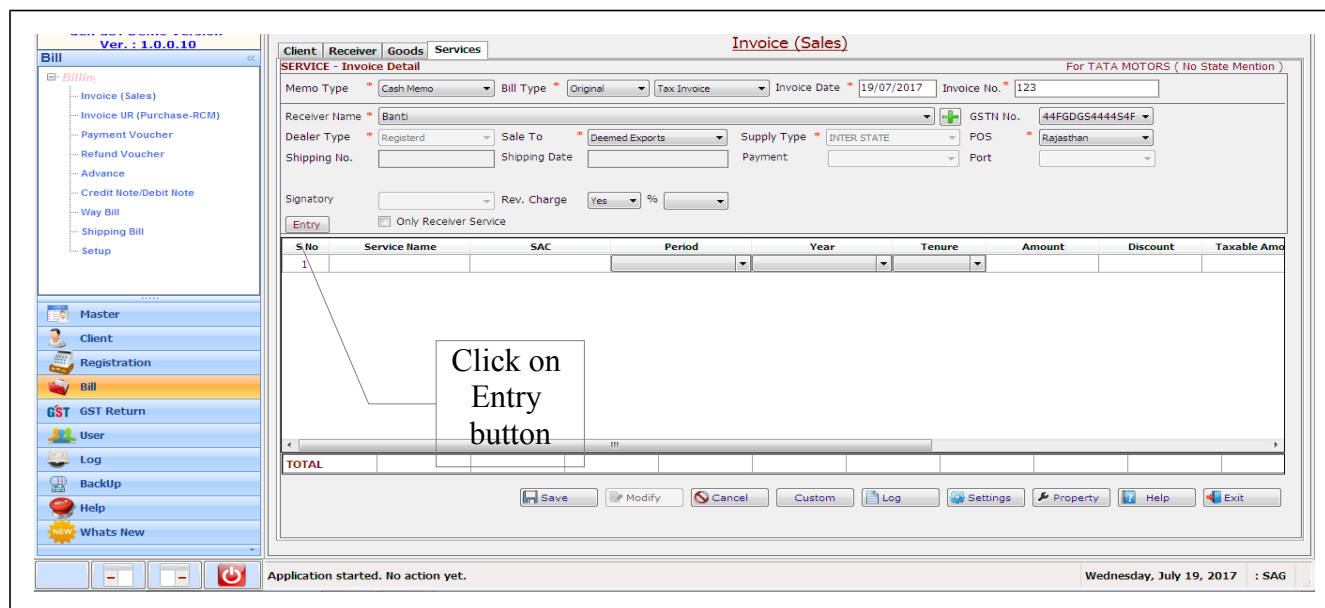 Ver. : 1.0.0.10
Bill «
Billing
Invoice (Sales)
Invoice UR (Purchase-RCM)
Payment Voucher
Refund Voucher
Advance
Credit Note/Debit Note
Way Bill
Shipping Bill
Setup
Master
Client
Registration
Bill
GST GST Return
User
Log
BackUp
Help
NEW Whats New
Client Receiver Goods Services Invoice (Sales)
SERVICE - Invoice Detail For TATA MOTORS ( No State Mention )
Memo Type * Cash Memo Bill Type * Original Tax Invoice * Invoice Date * 19/07/2017 Invoice No. * 123
Receiver Name * Banti GSTN No. 44FGDGS4444S4F
Dealer Type * Registerd Sale To * Deemed Exports Supply Type * INTER STATE POS * Rajasthan
Shipping No. Shipping Date Payment Port
Signatory Rev. Charge Yes %
Entry Only Receiver Service
S.No Service Name SAC Period Year Tenure Amount Discount Taxable Amo
1
Click on
Entry
button
TOTAL
Save Modify Cancel Custom Log Settings Property Help Exit
Application started. No action yet. Wednesday, July 19, 2017 : SAG